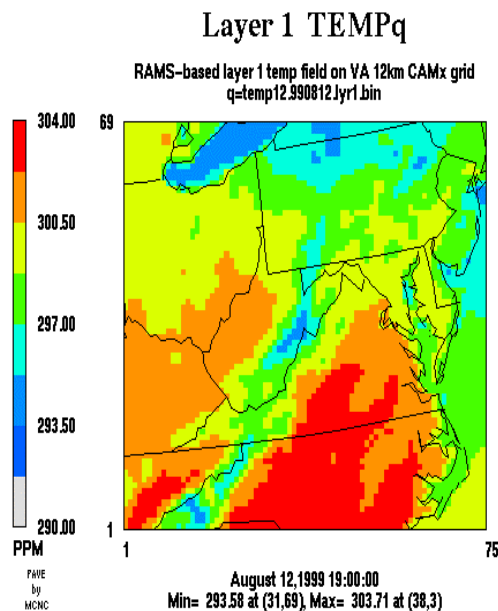 Layer 1 TEMPq
RAMS-based layer 1 temp field on VA 12km CAMx grid
q=temp12.990812.lyr1.bin
304.00
300.50
297.00
293.50
290.00
PPM
PAVE
by
MCNC
69
1
1
75
August 12,1999 19:00:00
Min= 293.58 at (31,69), Max= 303.71 at (38,3)